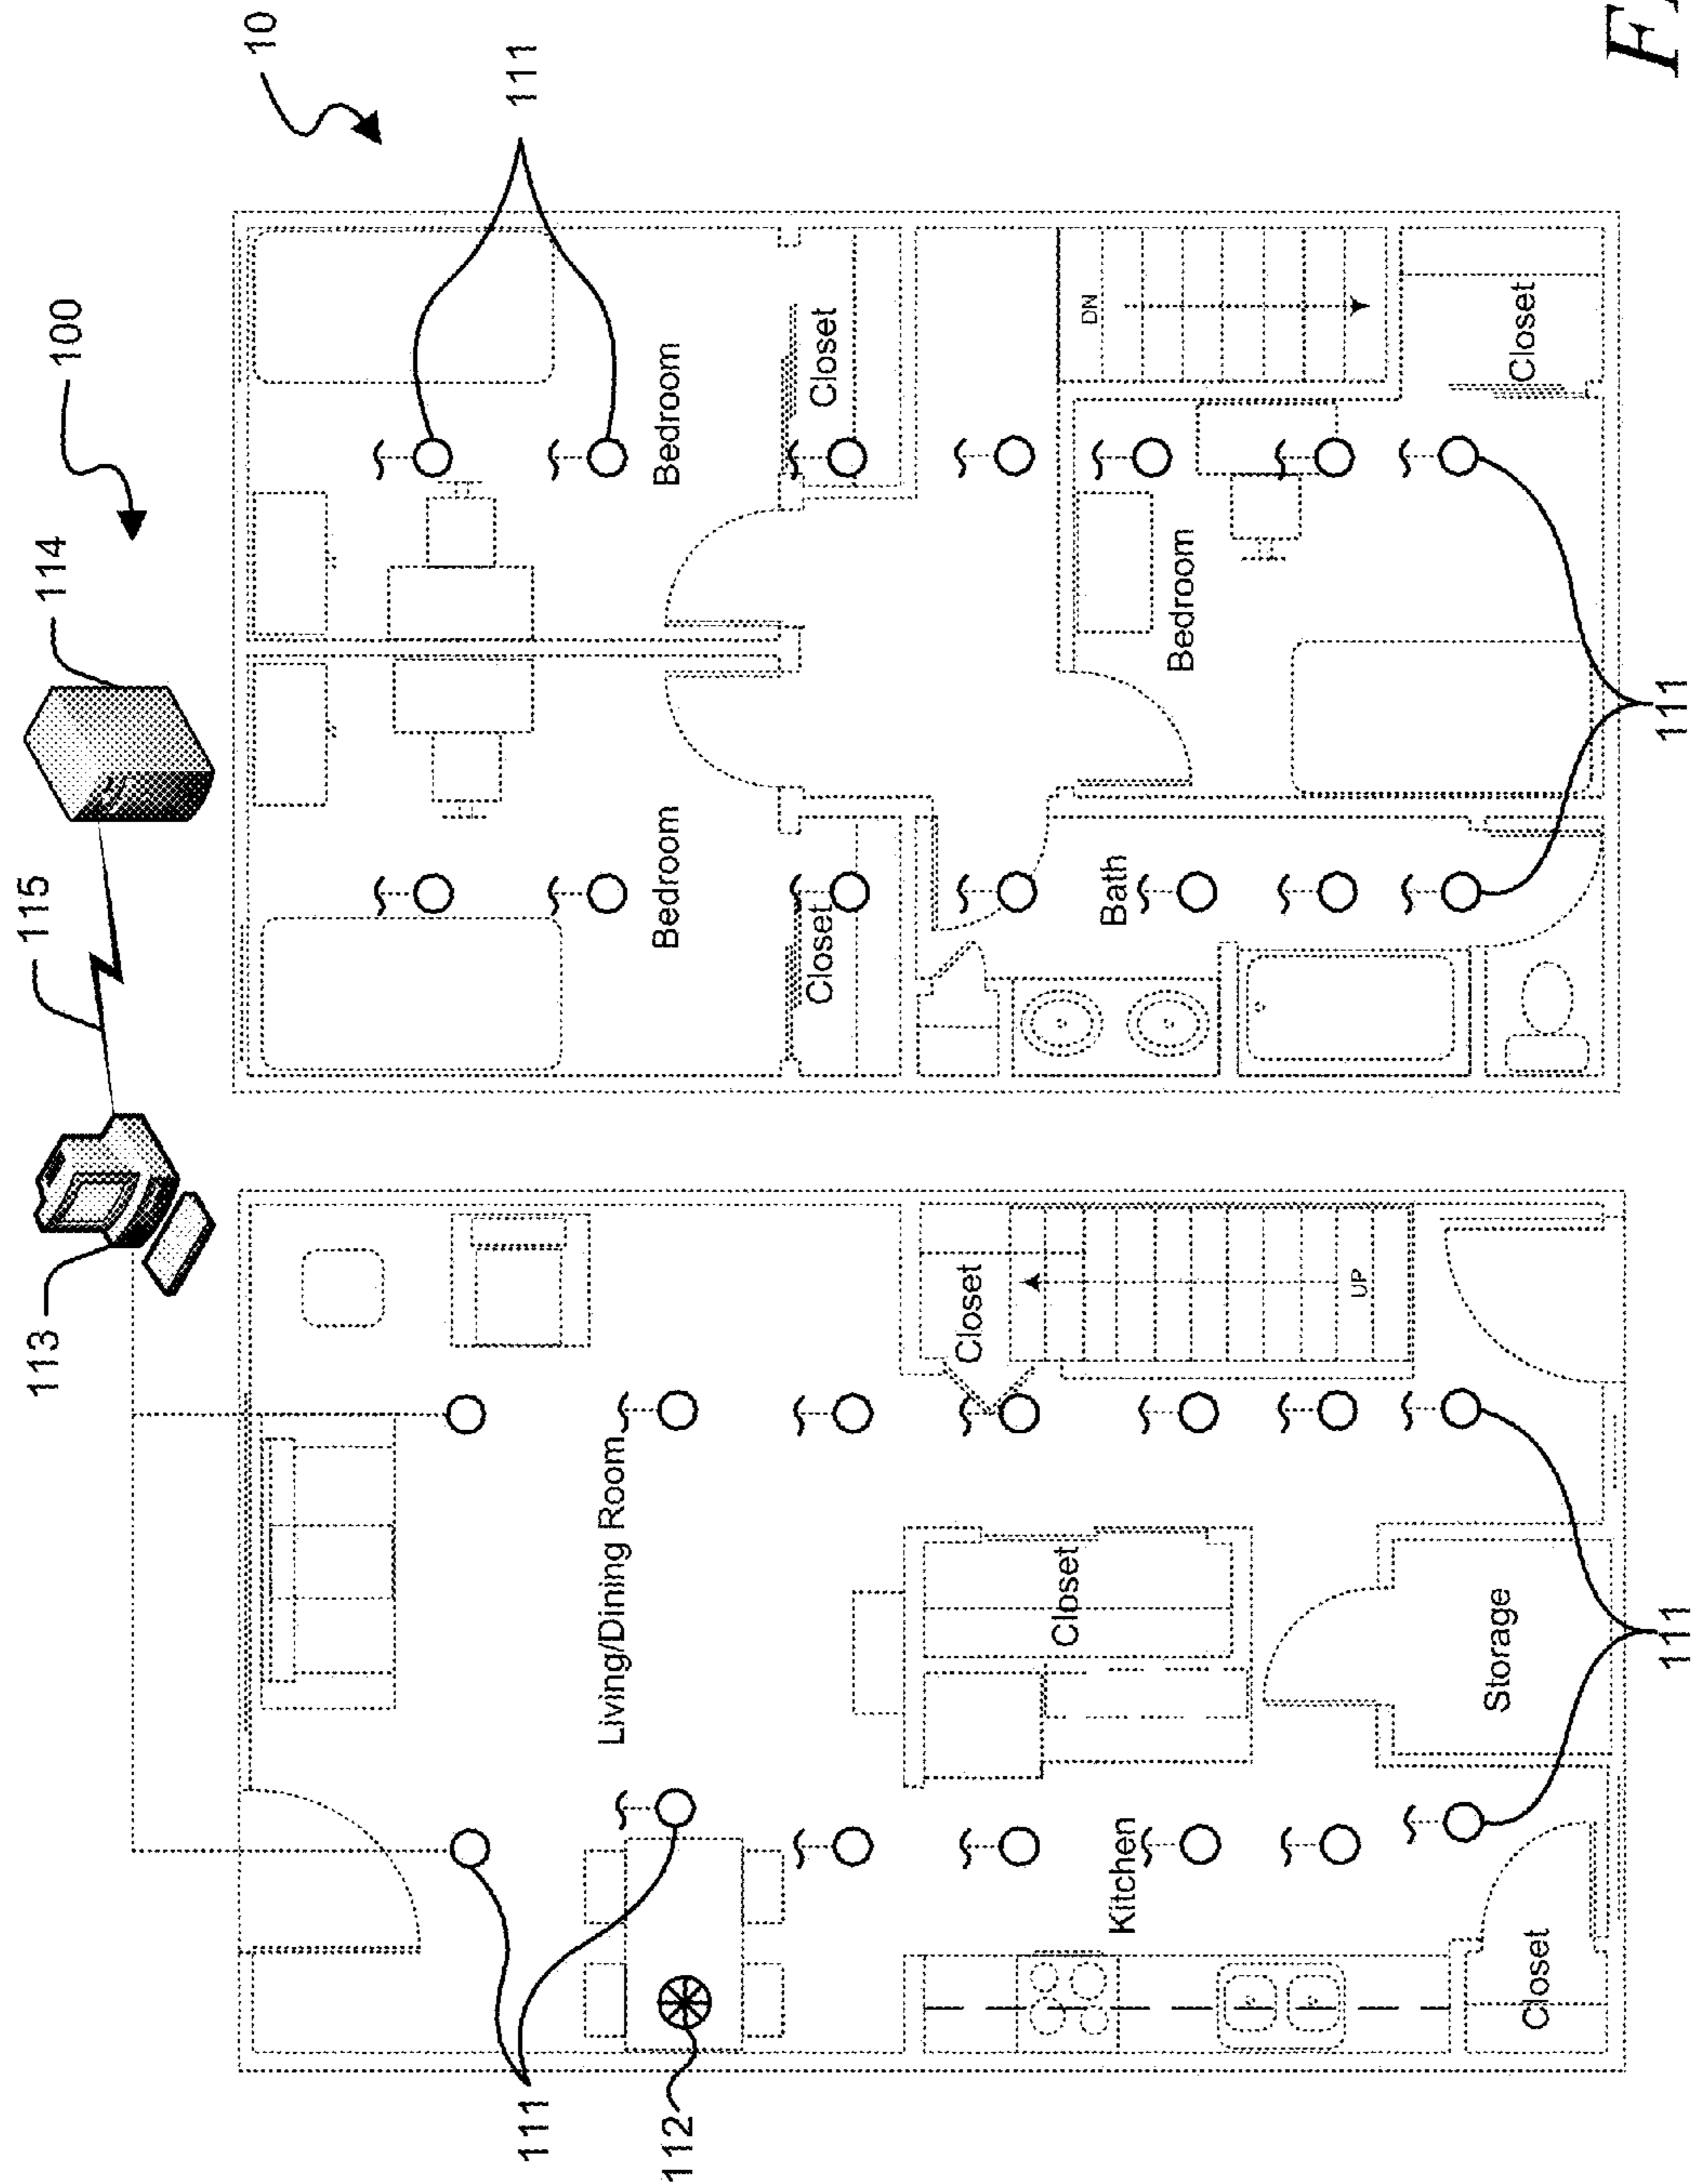 113
115
114
100
10
111
111
Living/Dining Room
Bedroom
Bedroom
112
Closet
Closet
Closet
Closet
DN
Kitchen
Bath
Bedroom
UP
Closet
Storage
Closet
111
111